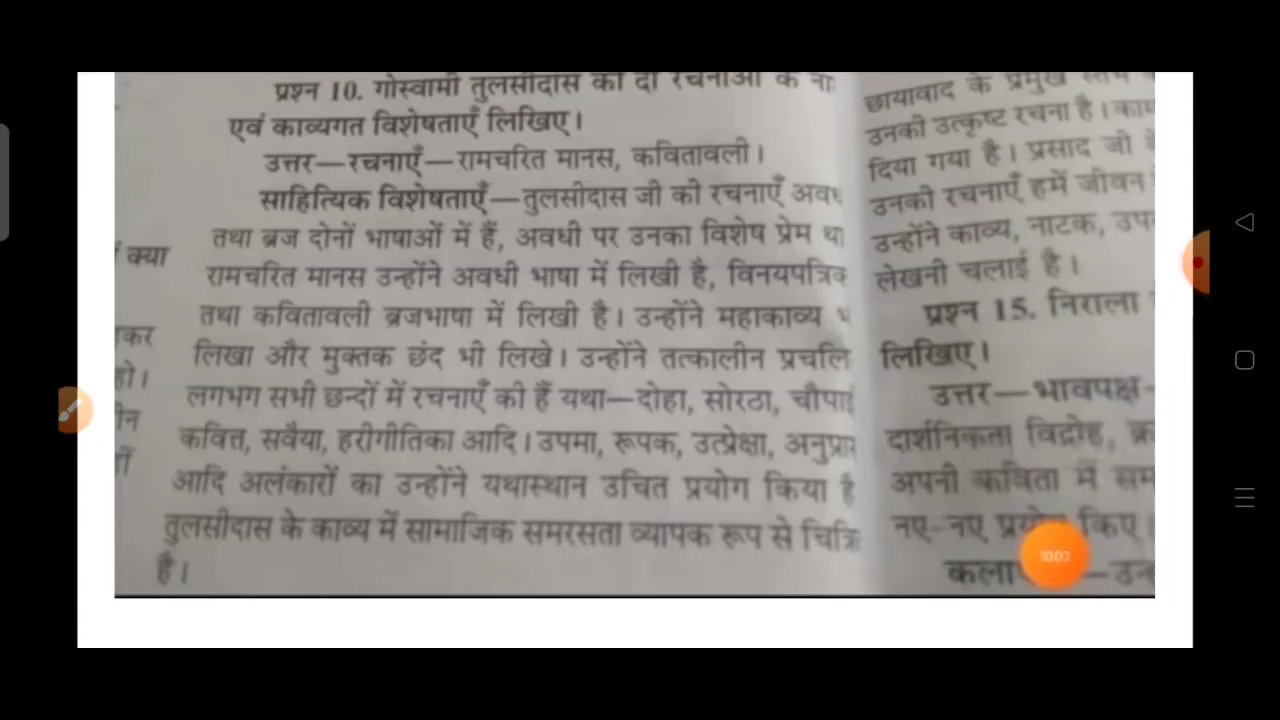 प्रश्न 10. गोस्वामी तुलसीदास की दो रचनाओं के
एवं काव्यगत विशेषताएँ लिखिए।
उत्तर—रचनाएँ—रामचरित मानस, कवितावली।
साहित्यिक विशेषताएँ—तुलसीदास जी की रचनाएँ
तथा ब्रज दोनों भाषाओं में हैं, अवधी पर उनका विशेष प्रेम था
रामचरित मानस उन्होंने अवधी भाषा में लिखी है,
तथा कवितावली ब्रजभाषा में लिखी है। उन्होंने महाकाव्य
लिखा और मुक्तक छंद भी लिखे। उन्होंने तत्कालीन
लगभग सभी छन्दों में रचनाएँ की हैं यथा—दोहा, सोरठा,
कवित्त, सवैया, हरीगीतिका आदि। उपमा, रूपक, उत्प्रेक्षा,
आदि अलंकारों का उन्होंने यथास्थान उचित प्रयोग किया है
तुलसीदास के काव्य में सामाजिक समरसता व्यापक रूप से
है।
क्या
हो।
छायावाद के प्रमुख
उनकी उत्कृष्ट रचना है।
दिया गया है। प्रसाद जी
उनकी रचनाएँ हमें जीवन
उन्होंने काव्य, नाटक,
लेखनी चलाई है।
प्रश्न 15. निराला
लिखिए।
उत्तर—भावपक्ष—
दार्शनिकता विद्रोह,
अपनी कविता में
नए-नए प्रयोग किए।
10:03